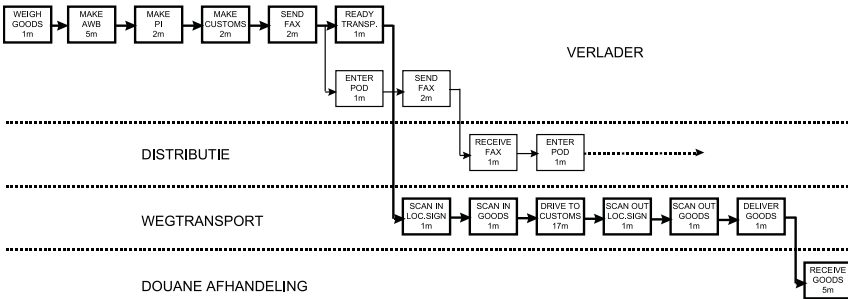 WEIGH
GOODS
1m
MAKE
AWB
5m
MAKE
PI
2m
MAKE
CUSTOMS
2m
SEND
FAX
2m
READY
TRANSP.
1m
VERLADER
ENTER
POD
1m
SEND
FAX
2m
DISTRIBUTIE
RECEIVE
FAX
1m
ENTER
POD
1m
WEGTRANSPORT
SCAN IN
LOC.SIGN
1m
SCAN IN
GOODS
1m
DRIVE TO
CUSTOMS
17m
SCAN OUT
LOC.SIGN
1m
SCAN OUT
GOODS
1m
DELIVER
GOODS
1m
DOUANE AFHANDELING
RECEIVE
GOODS
5m